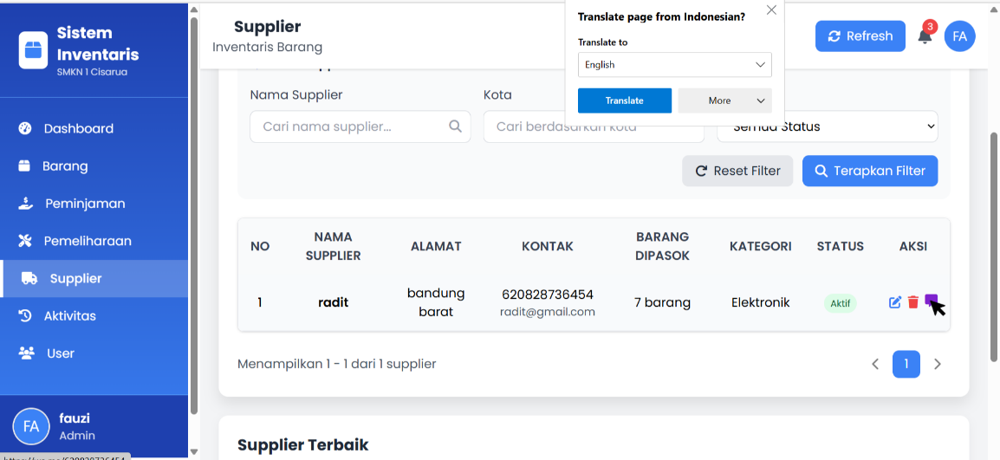 Sistem
Inventaris
SMKN 1 Cisarua
Dashboard
Barang
Peminjaman
Pemeliharaan
Supplier
Aktivitas
User
FA
fauzi
Admin
Supplier
Inventaris Barang
Translate page from Indonesian?
Translate to
English
Translate
More
Refresh
3
FA
Nama Supplier
Kota
Cari nama supplier...
Cari berdasarkan kota
Semua Status
Reset Filter
Terapkan Filter
NO
NAMA
SUPPLIER
ALAMAT
KONTAK
BARANG
DIPASOK
KATEGORI
STATUS
AKSI
1
radit
bandung
barat
620828736454
radit@gmail.com
7 barang
Elektronik
Aktif
Menampilkan 1 - 1 dari 1 supplier
1
Supplier Terbaik